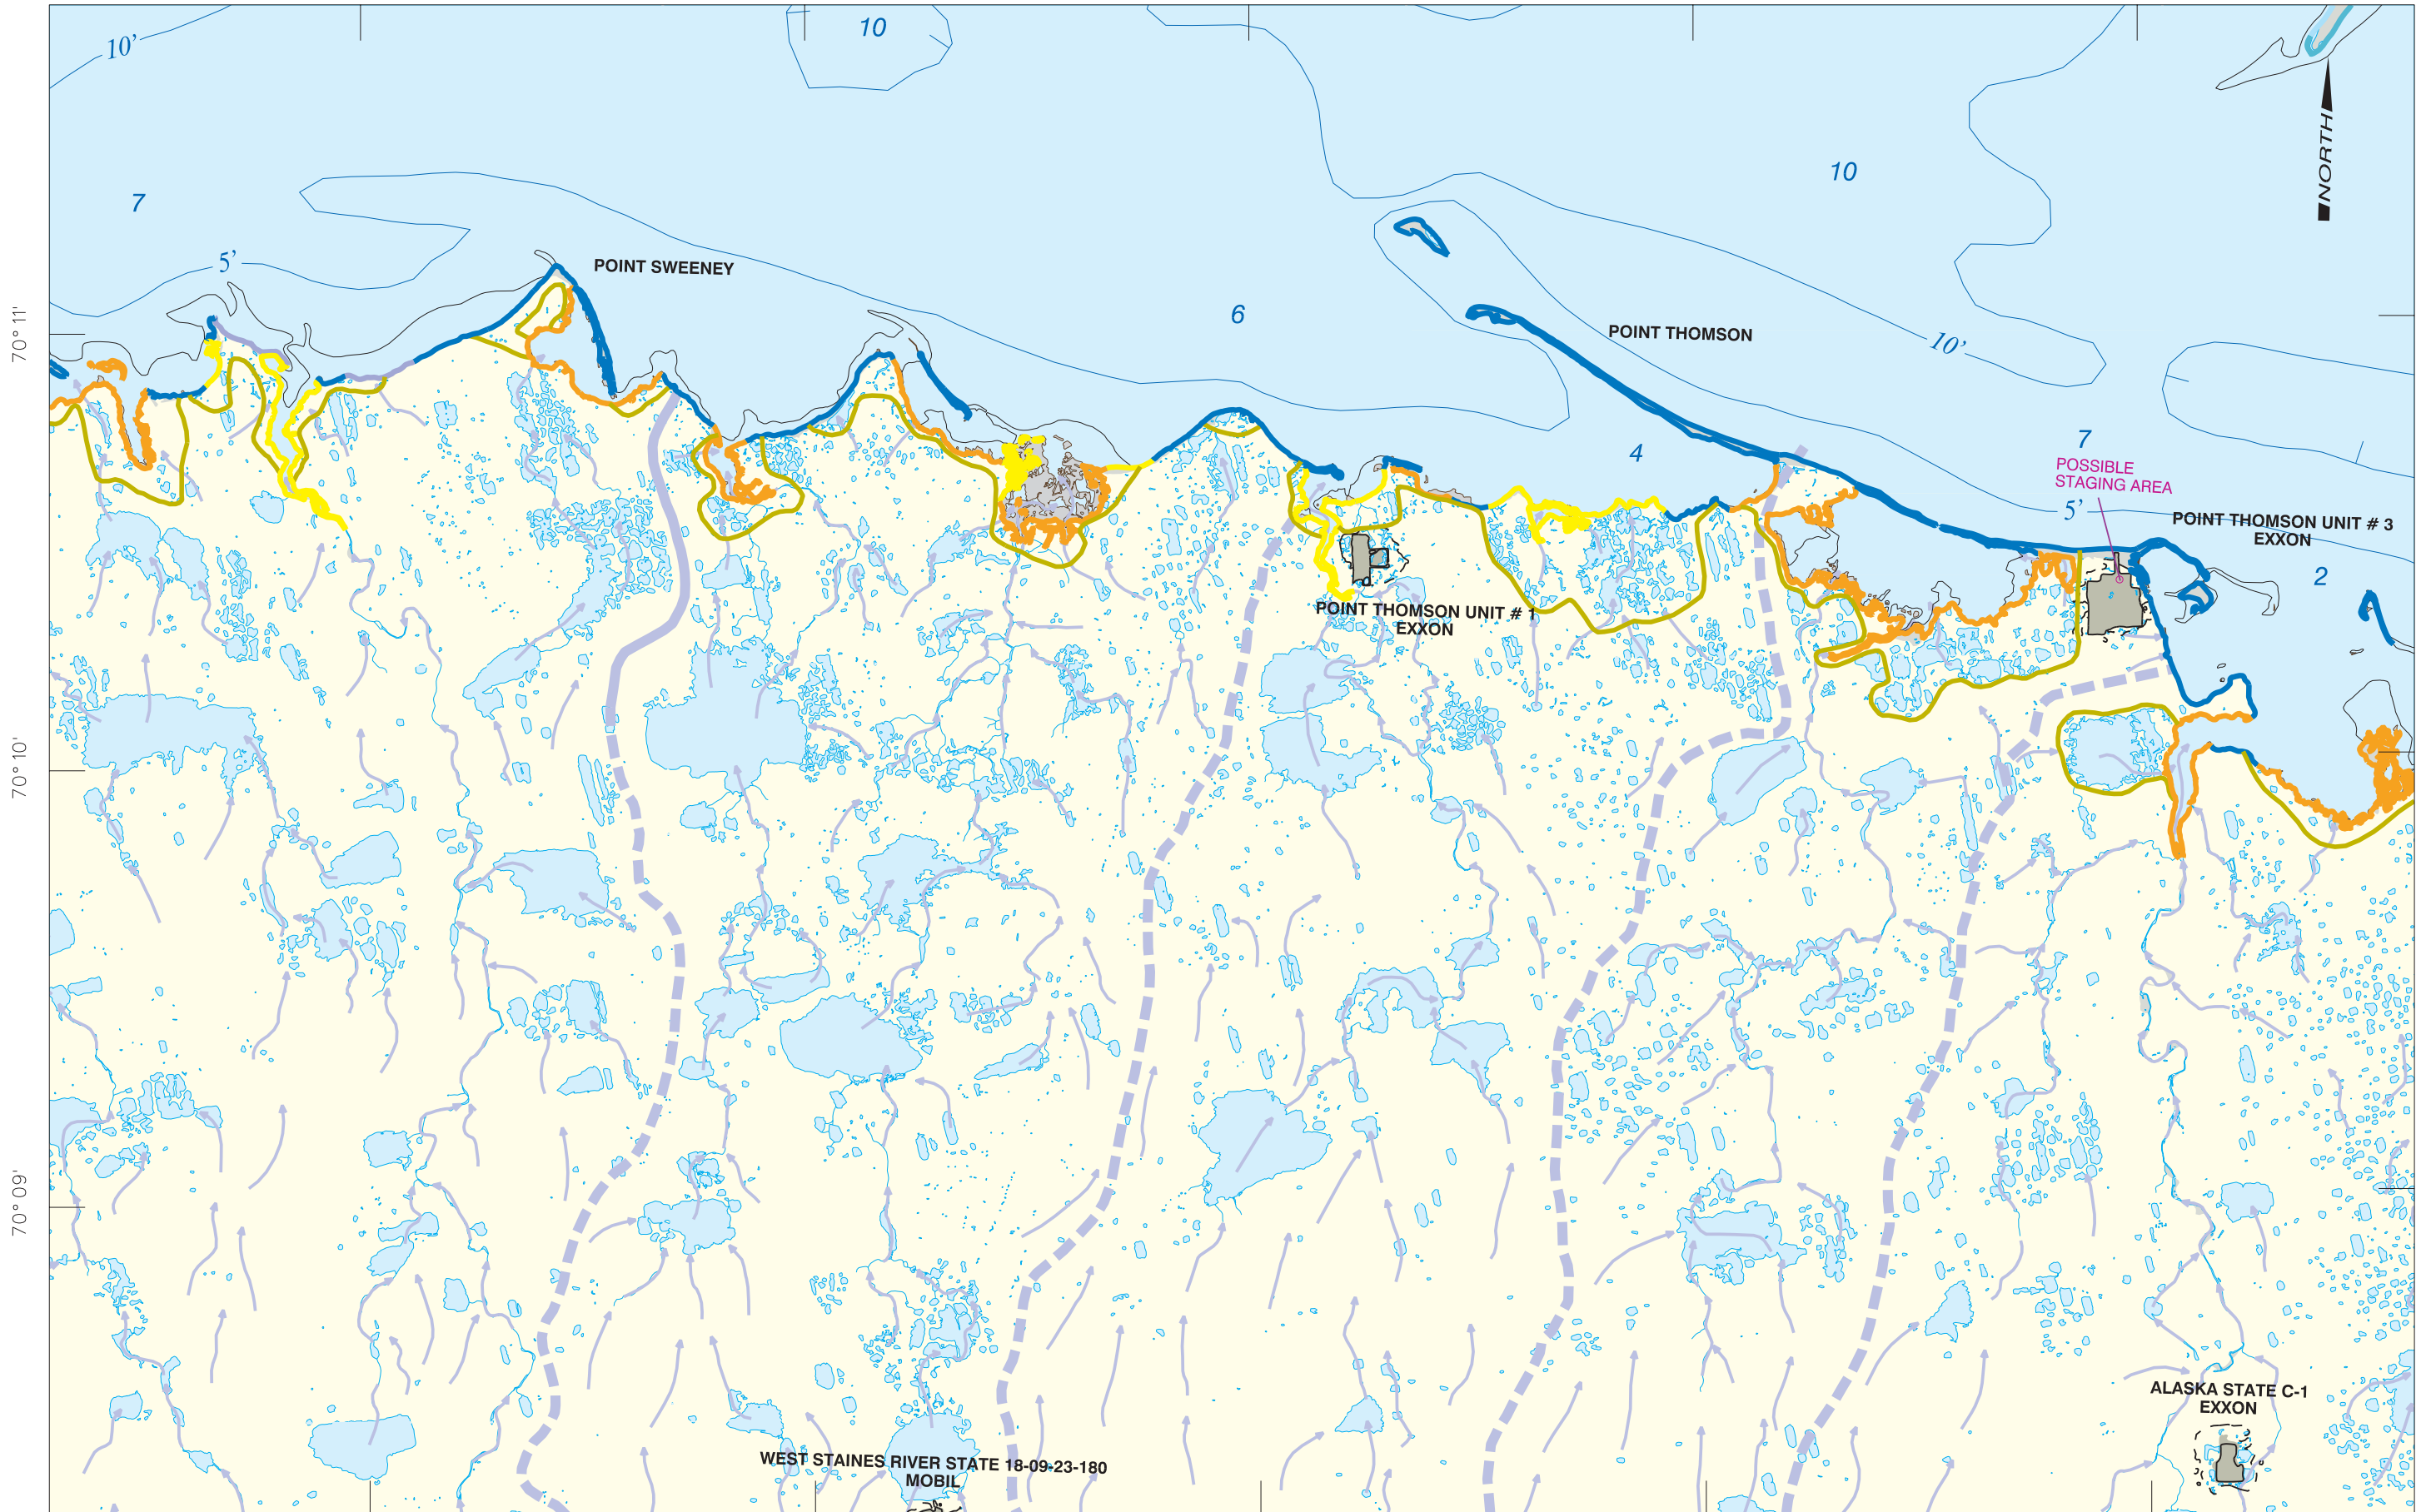 10'
10
NORTH
10
7
5'
POINT SWEENEY
70° 11'
6
POINT THOMSON
10'
4
7
POSSIBLE
STAGING AREA
5'
POINT THOMSON UNIT # 3
EXXON
2
POINT THOMSON UNIT # 1
EXXON
70° 10'
70° 09'
ALASKA STATE C-1
EXXON
WEST STAINES RIVER STATE 18-09-23-180
MOBIL